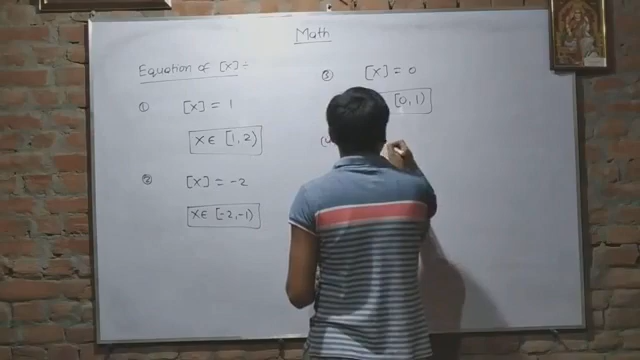 Math
Equation of [x] ÷
① [x] = 1
x ∈ [1, 2)
② [x] = -2
x ∈ [-2, -1)
③ [x] = 0
[0, 1)